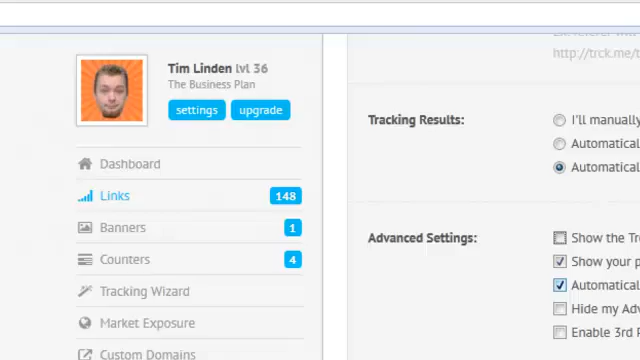 Tim Linden lvl 36
The Business Plan
settings upgrade
Dashboard
Links 148
Banners 1
Counters 4
Tracking Wizard
Market Exposure
Custom Domains
http://trck.me/t
Tracking Results:
I'll manually
Automatical
Automatical
Advanced Settings:
Show the Tr
Show your p
Automatical
Hide my Adv
Enable 3rd P